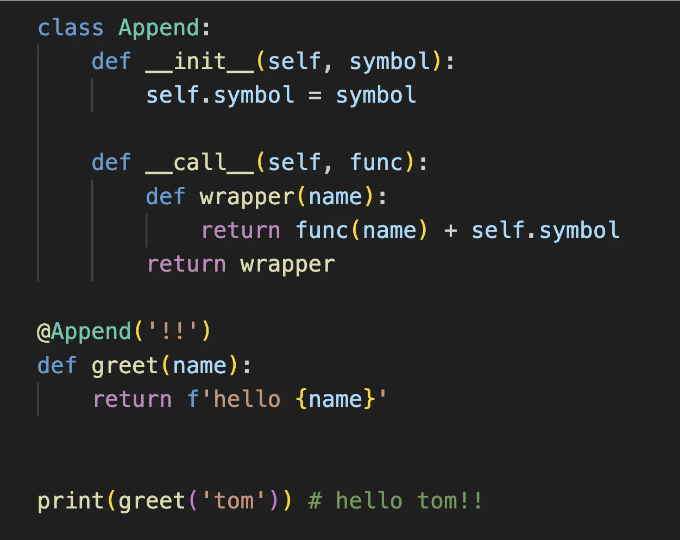 class Append:
    def __init__(self, symbol):
        self.symbol = symbol
    def __call__(self, func):
        def wrapper(name):
            return func(name) + self.symbol
        return wrapper
@Append('!!')
def greet(name):
    return f'hello {name}'
print(greet('tom')) # hello tom!!